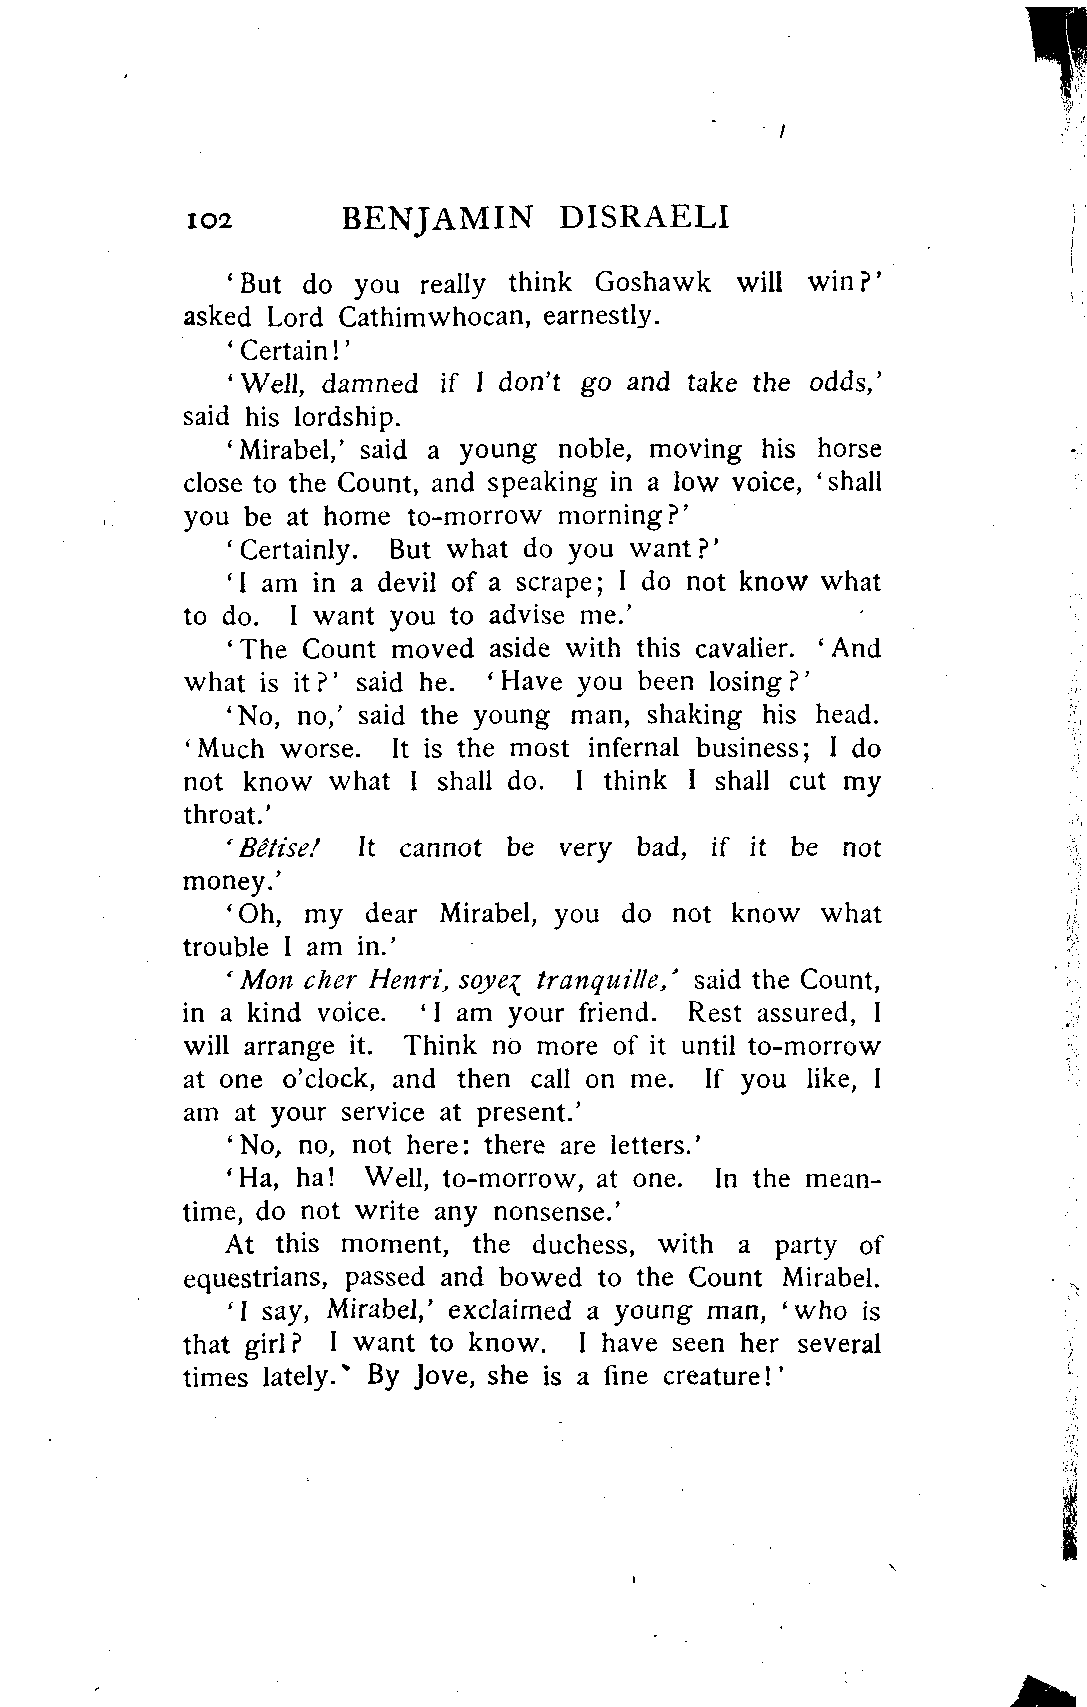 102 BENJAMIN DISRAELI
‘But do you really think Goshawk will win?’
asked Lord Cathimwhocan, earnestly.
‘Certain!’
‘Well, damned if I don't go and take the odds,’
said his lordship.
‘Mirabel,’ said a young noble, moving his horse
close to the Count, and speaking in a low voice, ‘shall
you be at home to-morrow morning?’
‘Certainly. But what do you want?’
‘I am in a devil of a scrape; I do not know what
to do. I want you to advise me.’
‘The Count moved aside with this cavalier. ‘And
what is it?’ said he. ‘Have you been losing?’
‘No, no,’ said the young man, shaking his head.
‘Much worse. It is the most infernal business; I do
not know what I shall do. I think I shall cut my
throat.’
‘Bêtise! It cannot be very bad, if it be not
money.’
‘Oh, my dear Mirabel, you do not know what
trouble I am in.’
‘Mon cher Henri, soyez tranquille,’ said the Count,
in a kind voice. ‘I am your friend. Rest assured, I
will arrange it. Think no more of it until to-morrow
at one o'clock, and then call on me. If you like, I
am at your service at present.’
‘No, no, not here: there are letters.’
‘Ha, ha! Well, to-morrow, at one. In the mean-
time, do not write any nonsense.’
At this moment, the duchess, with a party of
equestrians, passed and bowed to the Count Mirabel.
‘I say, Mirabel,’ exclaimed a young man, ‘who is
that girl? I want to know. I have seen her several
times lately.‵ By Jove, she is a fine creature!’